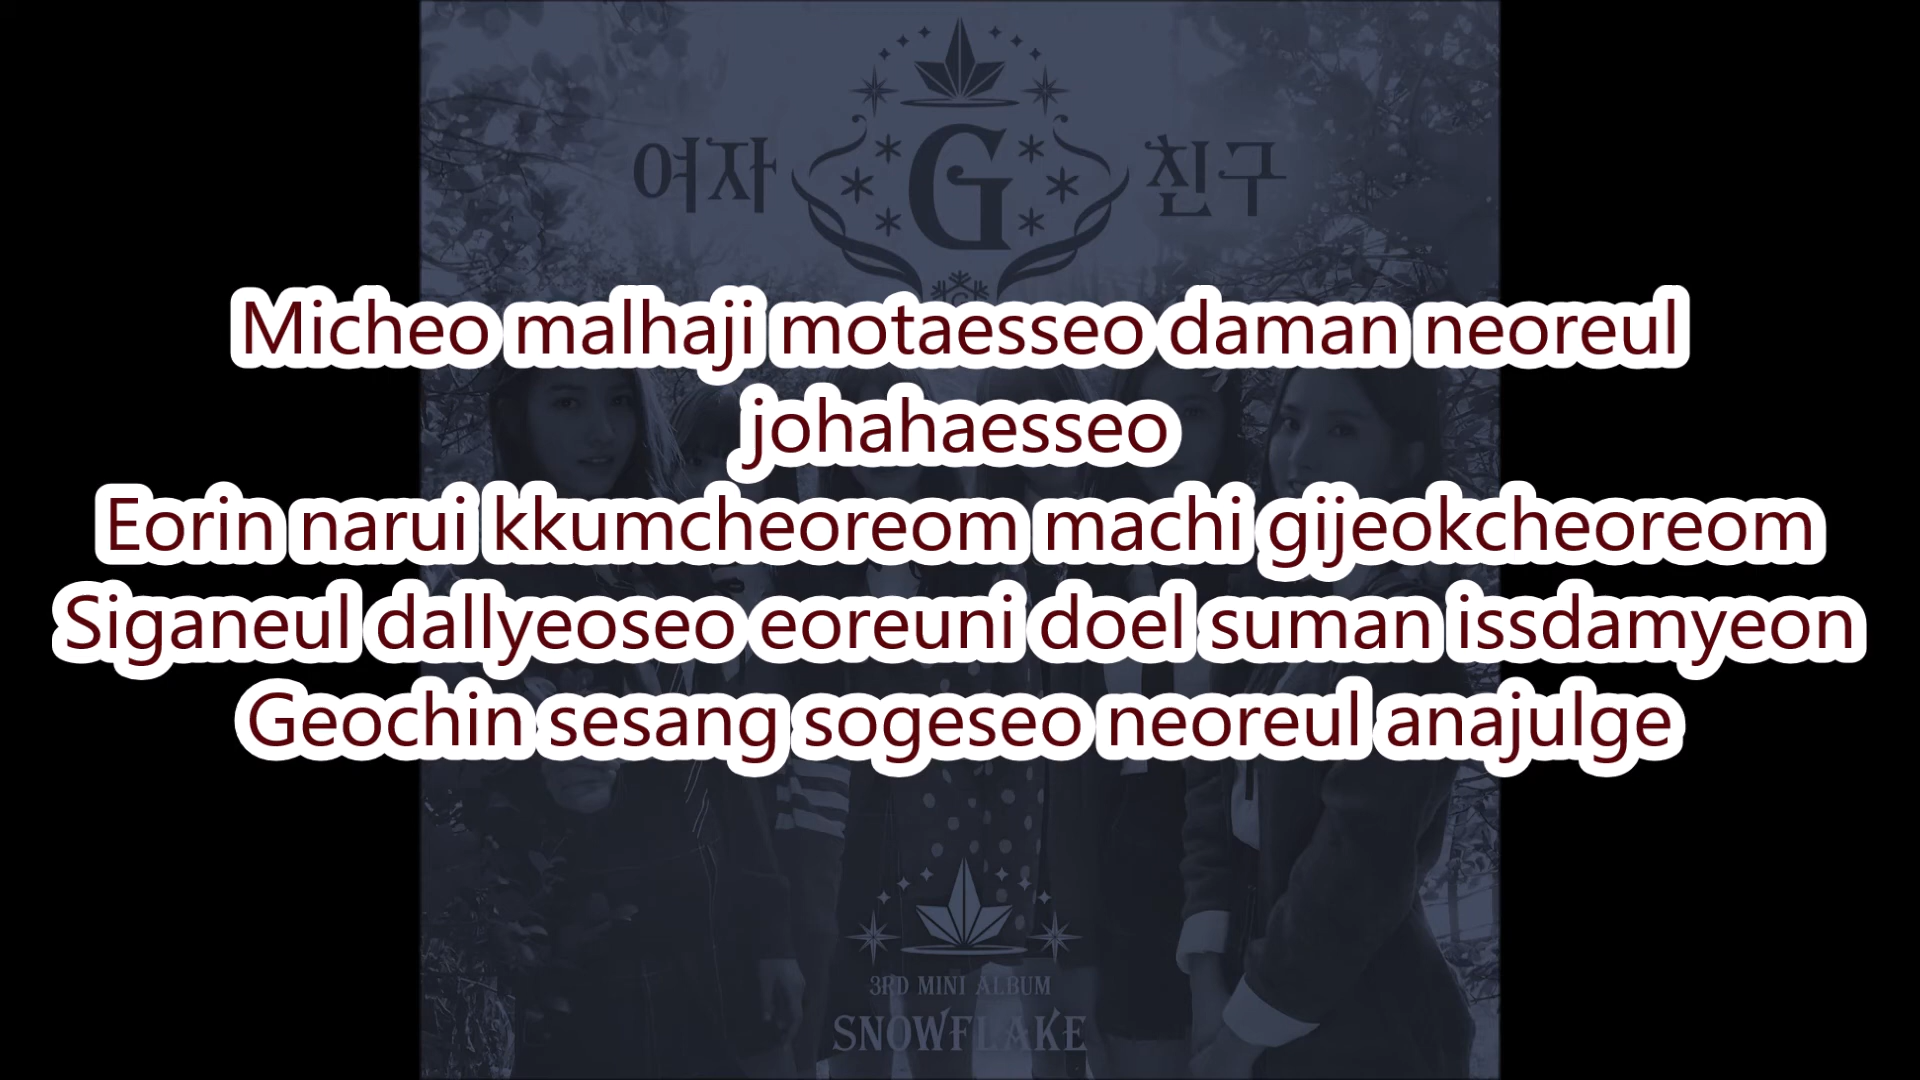 여자 G 친구
Micheo malhaji motaesseo daman neoreul
johahaesseo
Eorin narui kkumcheoreom machi gijeokcheoreom
Siganeul dallyeoseo eoreuni doel suman issdamyeon
Geochin sesang sogeseo neoreul anajulge
3RD MINI ALBUM
SNOWFLAKE